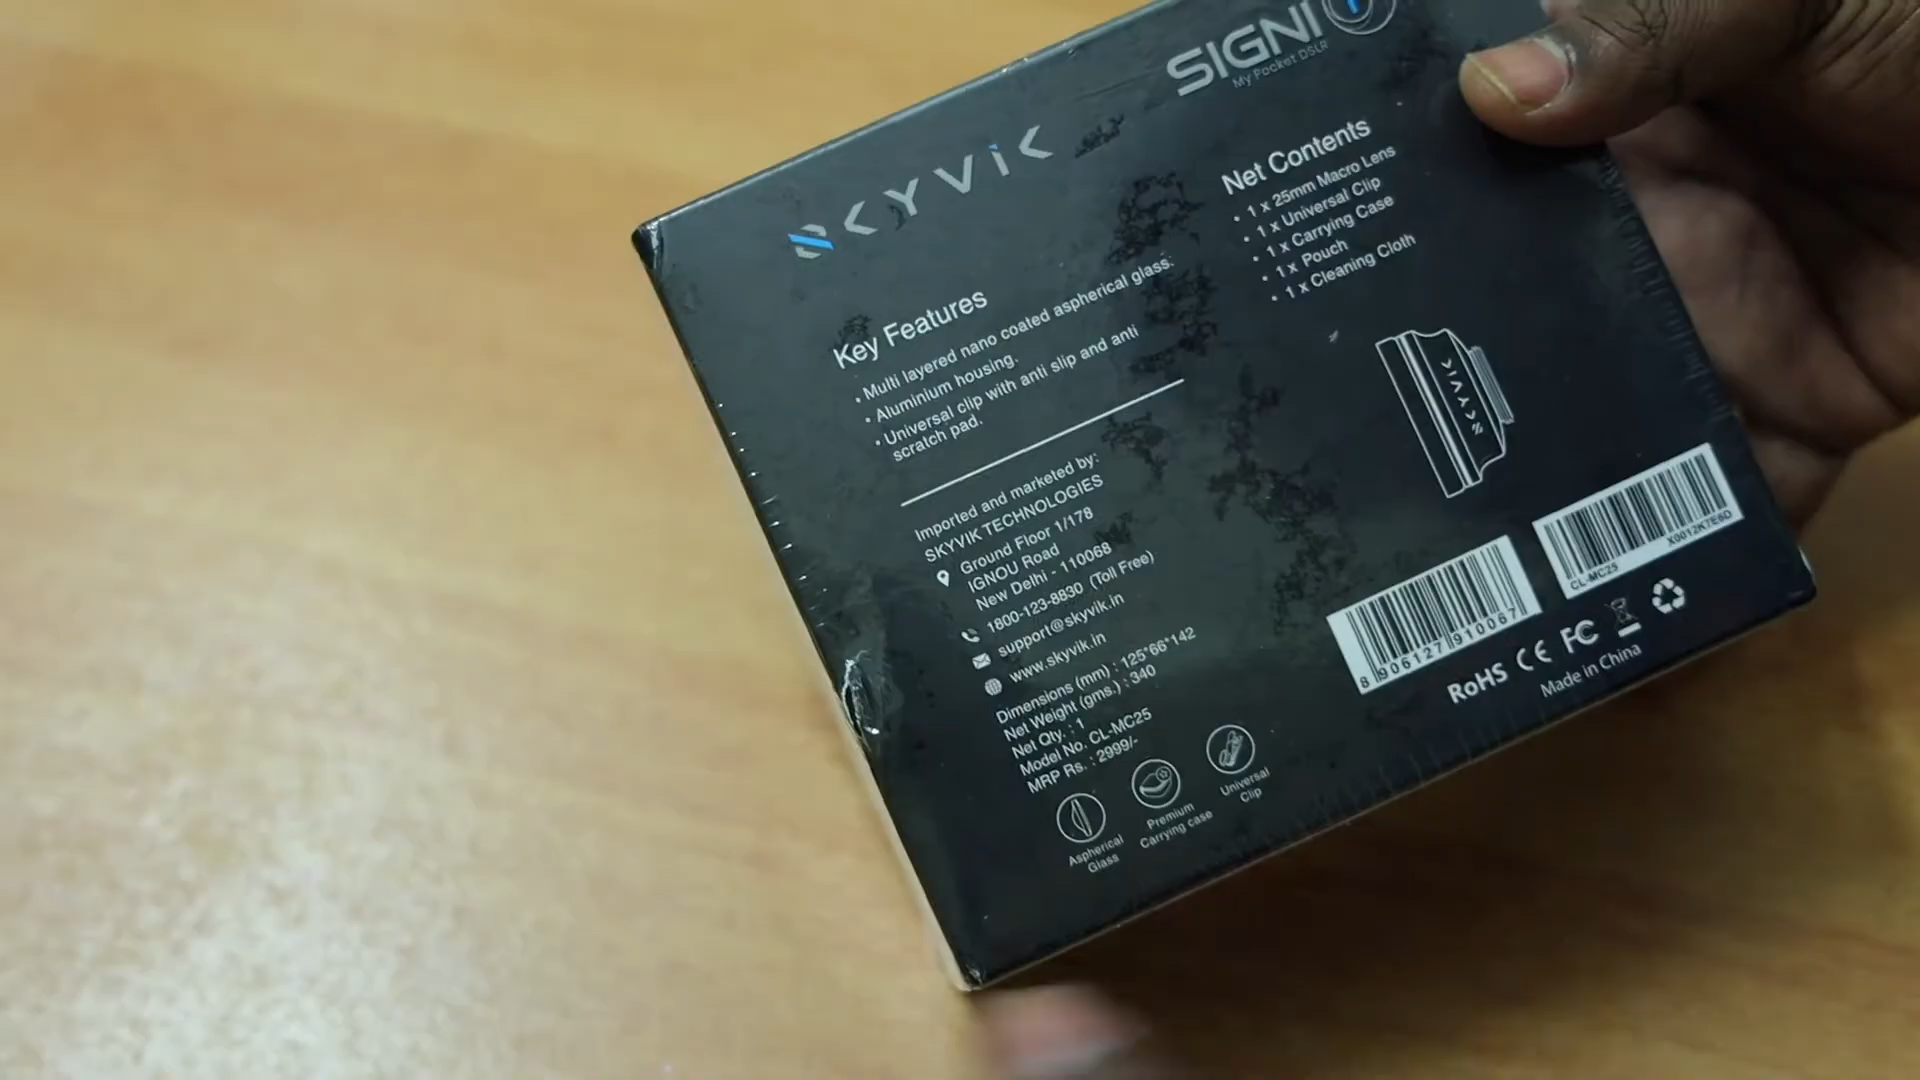 SKYVIK
SIGNI
My Pocket DSLR
Key Features
• Multi layered nano coated aspherical glass.
• Aluminium housing.
• Universal clip with anti slip and anti
scratch pad.
Imported and marketed by:
SKYVIK TECHNOLOGIES
Ground Floor 1/178
IGNOU Road
New Delhi - 110068
1800-123-8830 (Toll Free)
support@skyvik.in
www.skyvik.in
Dimensions (mm) : 125*66*142
Net Weight (gms.) : 340
Net Qty. : 1
Model No. CL-MC25
MRP Rs. : 2999/-
Aspherical
Glass
Premium
Carrying case
Universal
Clip
Net Contents
• 1 x 25mm Macro Lens
• 1 x Universal Clip
• 1 x Carrying Case
• 1 x Pouch
• 1 x Cleaning Cloth
SKYVIK
8 906127 910067
X0012K7E6D
CL-MC25
RoHS CE FC
Made in China